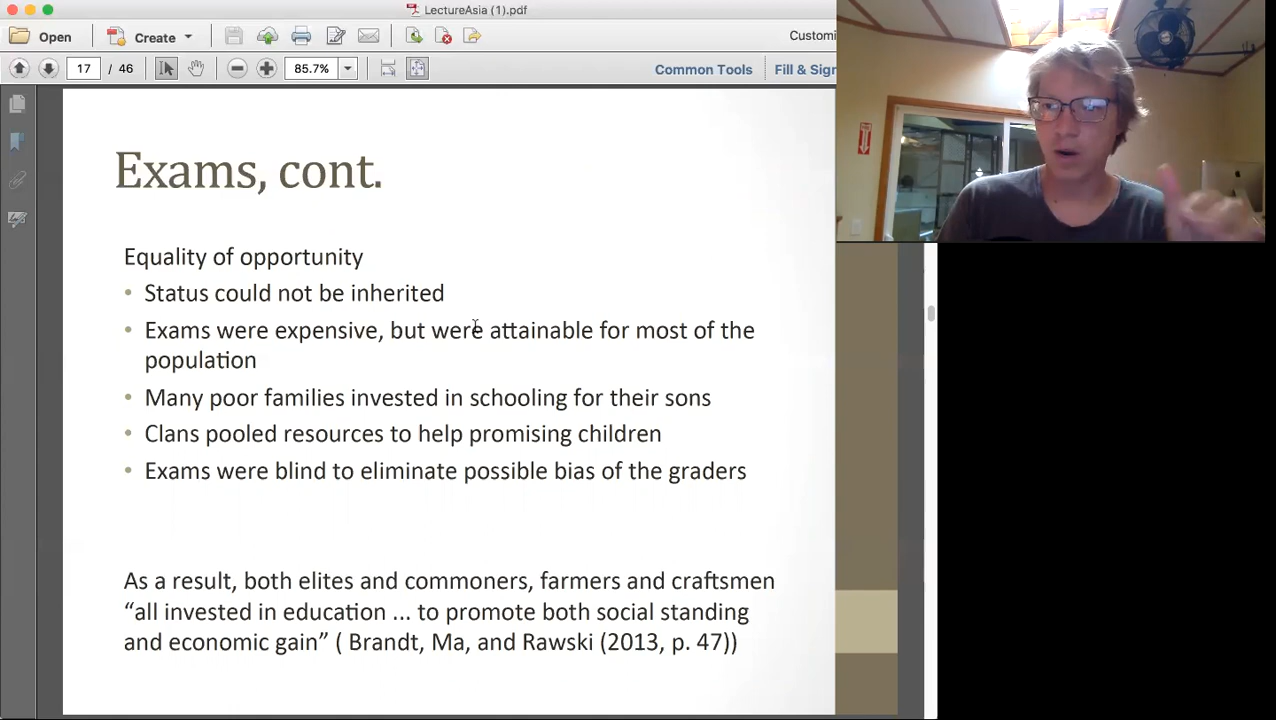 LectureAsia (1).pdf
Open
Create
Customi
17 / 46
85.7%
Common Tools
Fill & Sign
Exams, cont.
Equality of opportunity
• Status could not be inherited
• Exams were expensive, but were attainable for most of the
population
• Many poor families invested in schooling for their sons
• Clans pooled resources to help promising children
• Exams were blind to eliminate possible bias of the graders
As a result, both elites and commoners, farmers and craftsmen
“all invested in education ... to promote both social standing
and economic gain” ( Brandt, Ma, and Rawski (2013, p. 47))